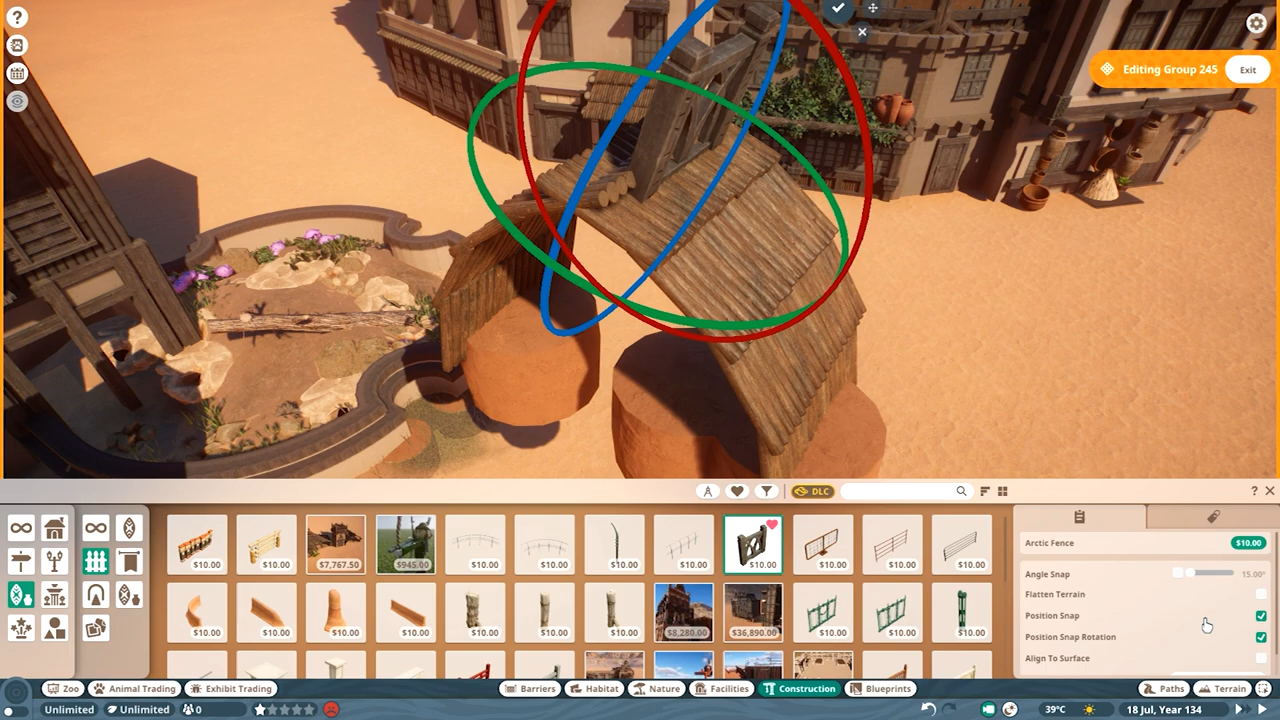 ?
Editing Group 245
Exit
DLC
? ✕
$10.00 $10.00 $7,767.50 $945.00 $10.00 $10.00 $10.00 $10.00 $10.00 $10.00 $10.00 $10.00
$10.00 $10.00 $10.00 $10.00 $10.00 $10.00 $10.00 $8,280.00 $36,890.00 $10.00 $10.00 $10.00
Arctic Fence $10.00
Angle Snap 15.00°
Flatten Terrain
Position Snap
Position Snap Rotation
Align To Surface
Zoo Animal Trading Exhibit Trading Barriers Habitat Nature Facilities Construction Blueprints Paths Terrain
Unlimited Unlimited 0 39°C 18 Jul, Year 134